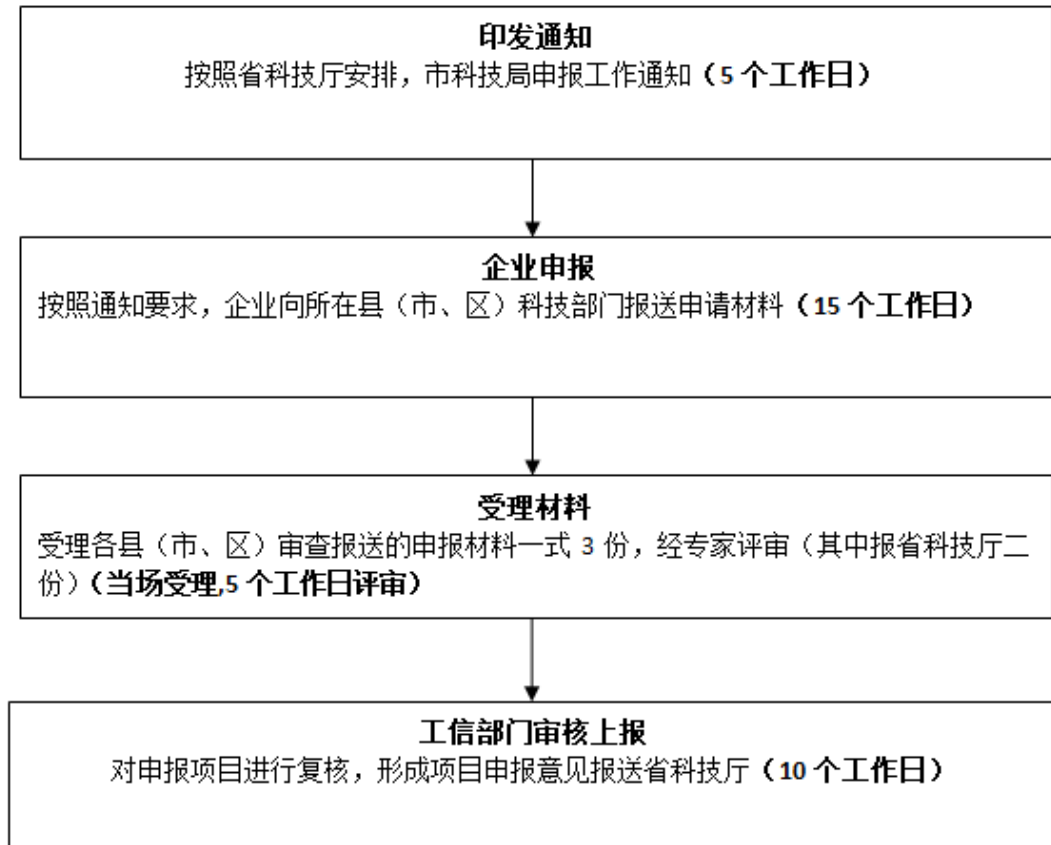 印发通知
按照省科技厅安排，市科技局申报工作通知（5 个工作日）
企业申报
按照通知要求，企业向所在县（市、区）科技部门报送申请材料（15 个工作日）
受理材料
受理各县（市、区）审查报送的申报材料一式 3 份，经专家评审（其中报省科技厅二
份）（当场受理,5 个工作日评审）
工信部门审核上报
对申报项目进行复核，形成项目申报意见报送省科技厅（10 个工作日）